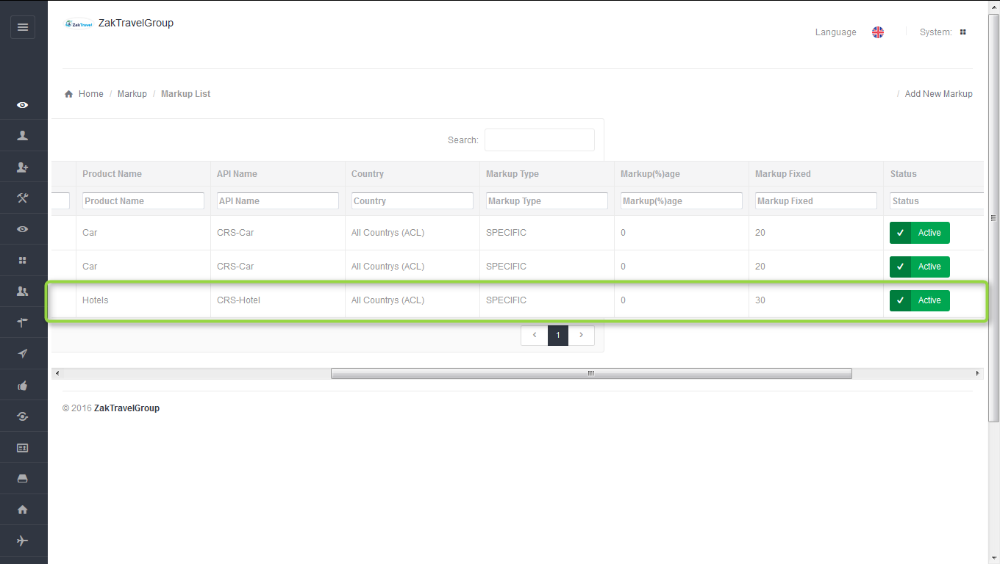 ZakTravel ZakTravelGroup
Language System:
Home / Markup / Markup List / Add New Markup
Search:
Product Name API Name Country Markup Type Markup(%)age Markup Fixed Status
Product Name API Name Country Markup Type Markup(%)age Markup Fixed Status
Car CRS-Car All Countrys (ACL) SPECIFIC 0 20 Active
Car CRS-Car All Countrys (ACL) SPECIFIC 0 20 Active
Hotels CRS-Hotel All Countrys (ACL) SPECIFIC 0 30 Active
1
© 2016 ZakTravelGroup